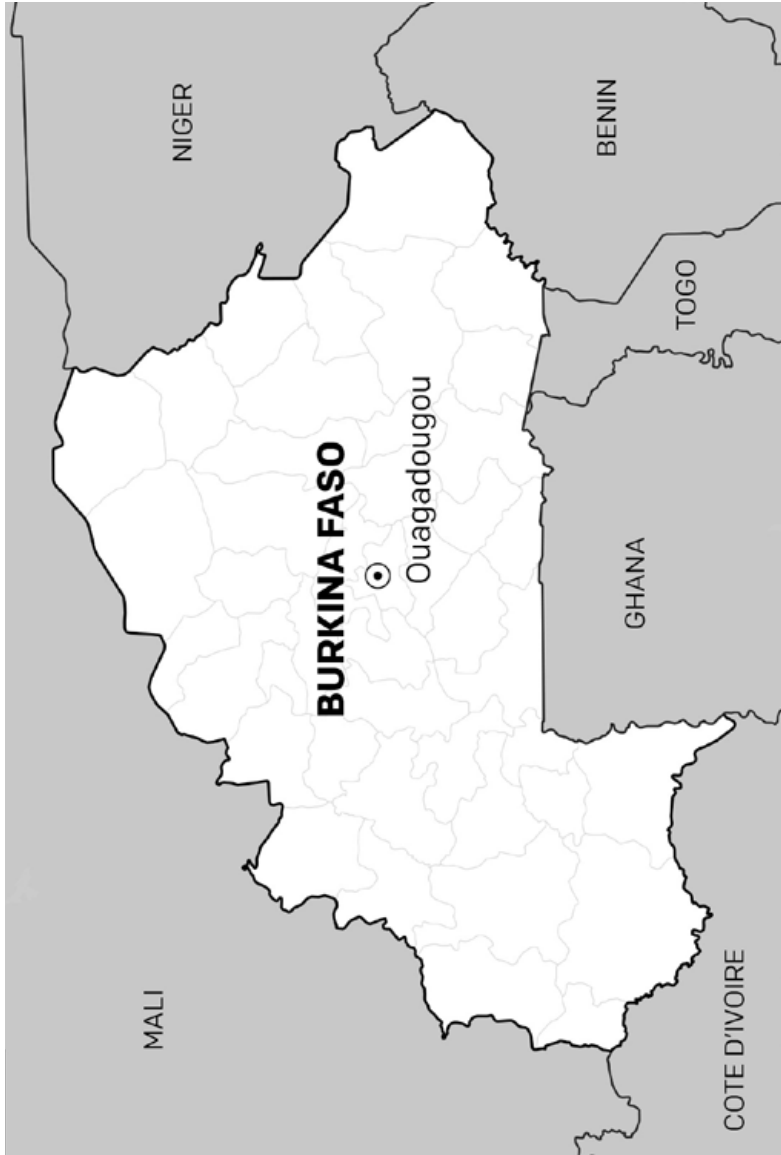 NIGER
MALI
BURKINA FASO
Ouagadougou
BENIN
TOGO
GHANA
COTE D'IVOIRE